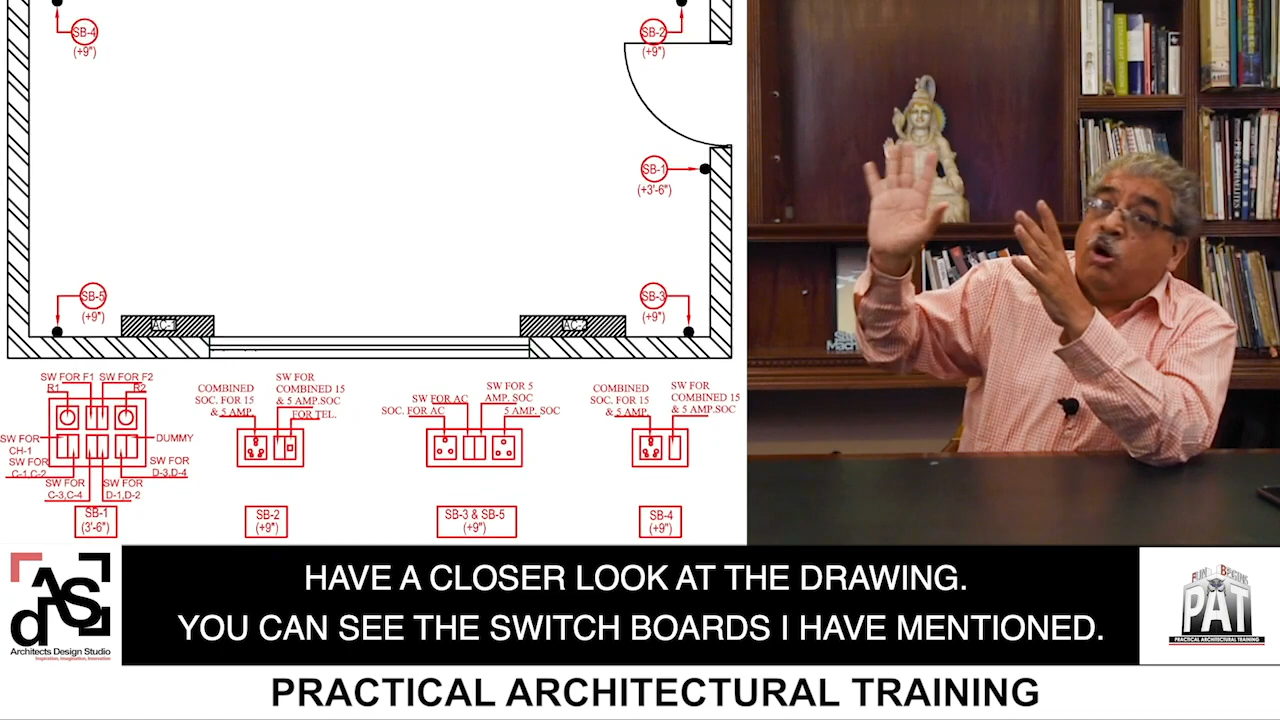 SB-4
(+9")
SB-2
(+9")
SB-1
(+3'-6")
SB-5
(+9")
SB-3
(+9")
SW FOR F1
SW FOR F2
R1
R2
SW FOR
CH-1
SW FOR
C-1,C-2
SW FOR
C-3,C-4
SW FOR
D-1,D-2
DUMMY
SW FOR
D-3,D-4
COMBINED
SOC. FOR 15
& 5 AMP.
SW FOR
COMBINED 15
& 5 AMP.SOC
FOR TEL.
SW FOR AC
SOC. FOR AC
SW FOR 5
AMP. SOC
5 AMP. SOC
COMBINED
SOC. FOR 15
& 5 AMP
SW FOR
COMBINED 15
& 5 AMP.SOC
SB-1
(3'-6")
SB-2
(+9")
SB-3 & SB-5
(+9")
SB-4
(+9")
dAS
Architects Design Studio
Inspiration, Imagination, Innovation
HAVE A CLOSER LOOK AT THE DRAWING.
YOU CAN SEE THE SWITCH BOARDS I HAVE MENTIONED.
PAT
PRACTICAL ARCHITECTURAL TRAINING
PRACTICAL ARCHITECTURAL TRAINING